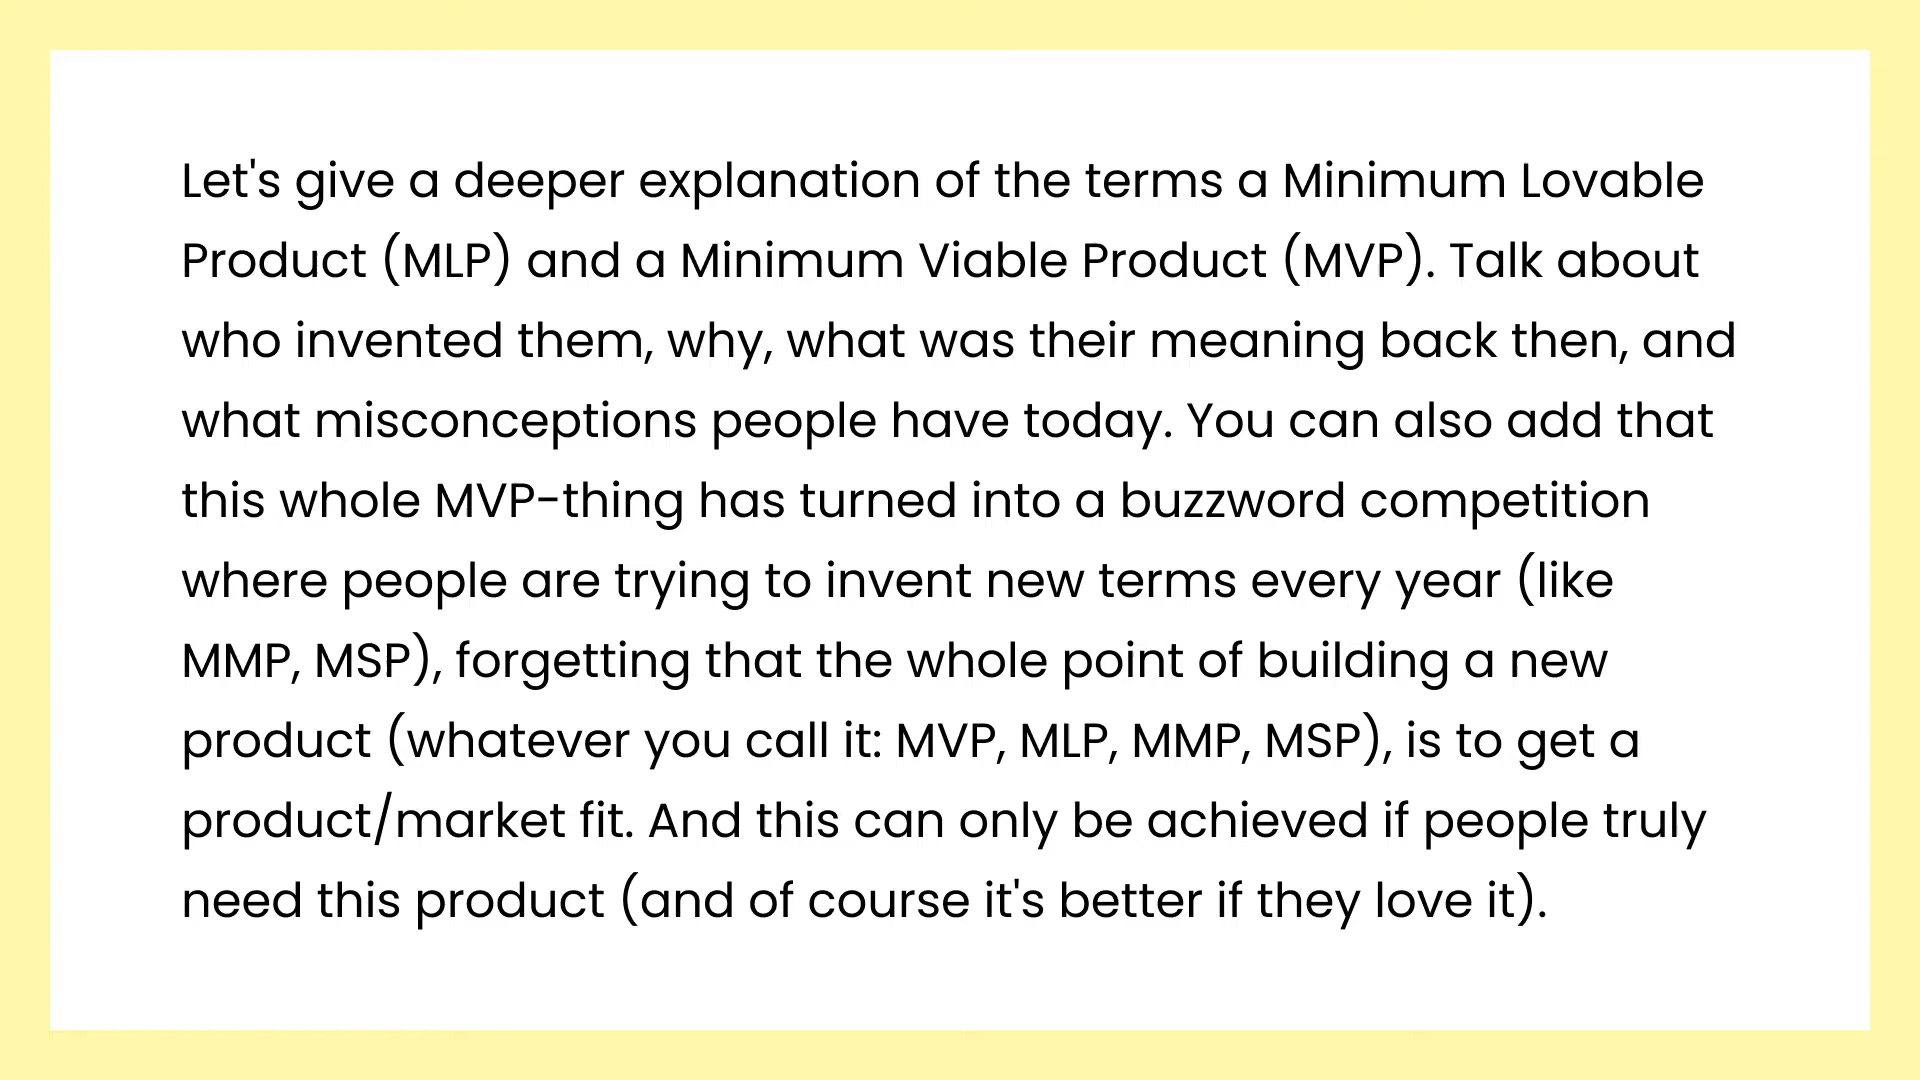 Let's give a deeper explanation of the terms a Minimum Lovable
Product (MLP) and a Minimum Viable Product (MVP). Talk about
who invented them, why, what was their meaning back then, and
what misconceptions people have today. You can also add that
this whole MVP-thing has turned into a buzzword competition
where people are trying to invent new terms every year (like
MMP, MSP), forgetting that the whole point of building a new
product (whatever you call it: MVP, MLP, MMP, MSP), is to get a
product/market fit. And this can only be achieved if people truly
need this product (and of course it's better if they love it).